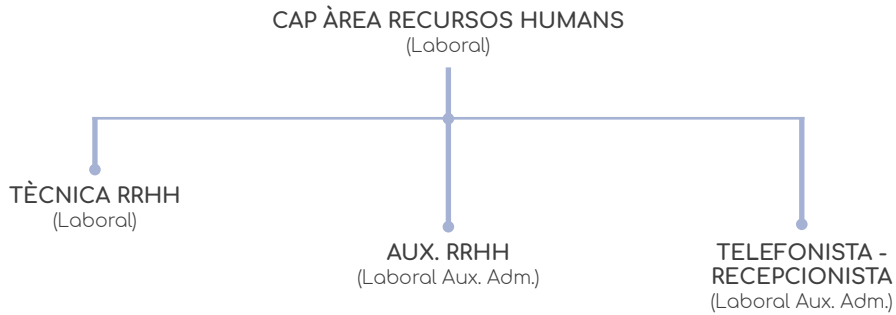 CAP ÀREA RECURSOS HUMANS
(Laboral)
TÈCNICA RRHH
(Laboral)
AUX. RRHH
(Laboral Aux. Adm.)
TELEFONISTA -
RECEPCIONISTA
(Laboral Aux. Adm.)